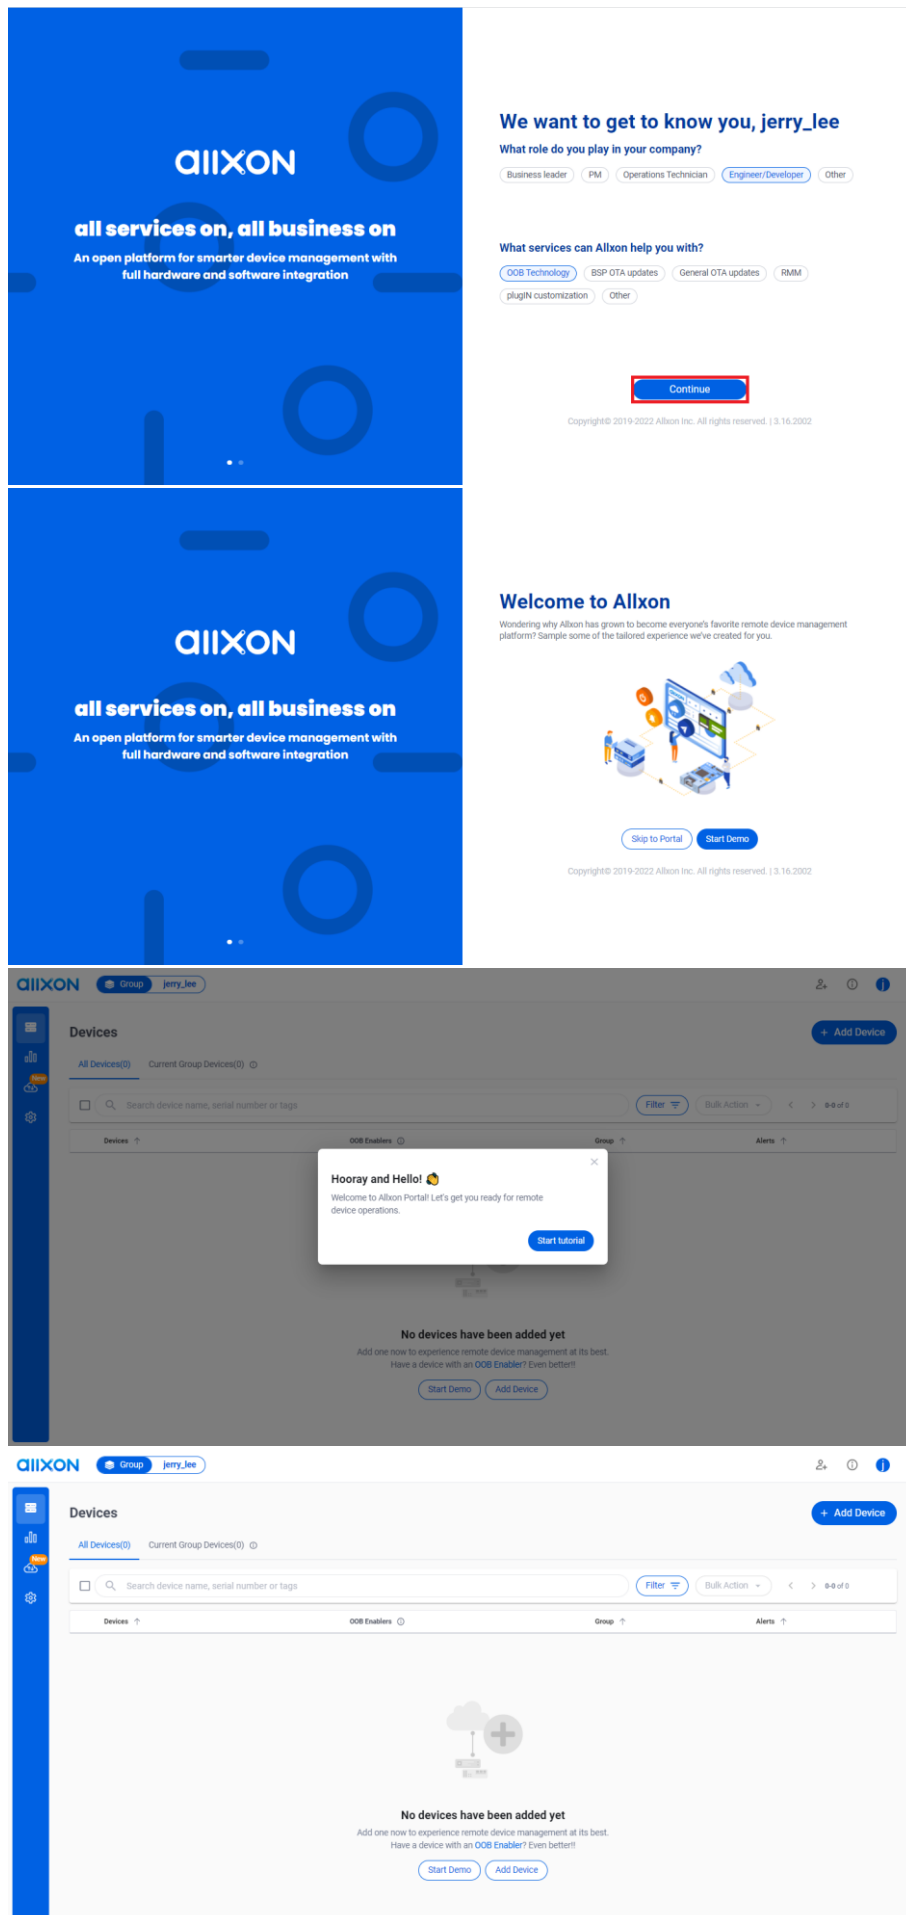 allxon
all services on, all business on
An open platform for smarter device management with
full hardware and software integration
We want to get to know you, jerry_lee
What role do you play in your company?
Business leader PM Operations Technician Engineer/Developer Other
What services can Allxon help you with?
OOB Technology BSP OTA updates General OTA updates RMM
plugIN customization Other
Continue
Copyright© 2019-2022 Allxon Inc. All rights reserved. | 3.16.2002
allxon
all services on, all business on
An open platform for smarter device management with
full hardware and software integration
Welcome to Allxon
Wondering why Allxon has grown to become everyone's favorite remote device management
platform? Sample some of the tailored experience we've created for you.
Skip to Portal Start Demo
Copyright© 2019-2022 Allxon Inc. All rights reserved. | 3.16.2002
allxon Group jerry_lee j
Devices + Add Device
New
All Devices(0) Current Group Devices(0)
Search device name, serial number or tags Filter Bulk Action 0-0 of 0
Devices ↑ OOB Enablers Group ↑ Alerts ↑
Hooray and Hello!
Welcome to Allxon Portal! Let's get you ready for remote
device operations.
Start tutorial
No devices have been added yet
Add one now to experience remote device management at its best.
Have a device with an OOB Enabler? Even better!!
Start Demo Add Device
allxon Group jerry_lee j
Devices + Add Device
New
All Devices(0) Current Group Devices(0)
Search device name, serial number or tags Filter Bulk Action 0-0 of 0
Devices ↑ OOB Enablers Group ↑ Alerts ↑
No devices have been added yet
Add one now to experience remote device management at its best.
Have a device with an OOB Enabler? Even better!!
Start Demo Add Device